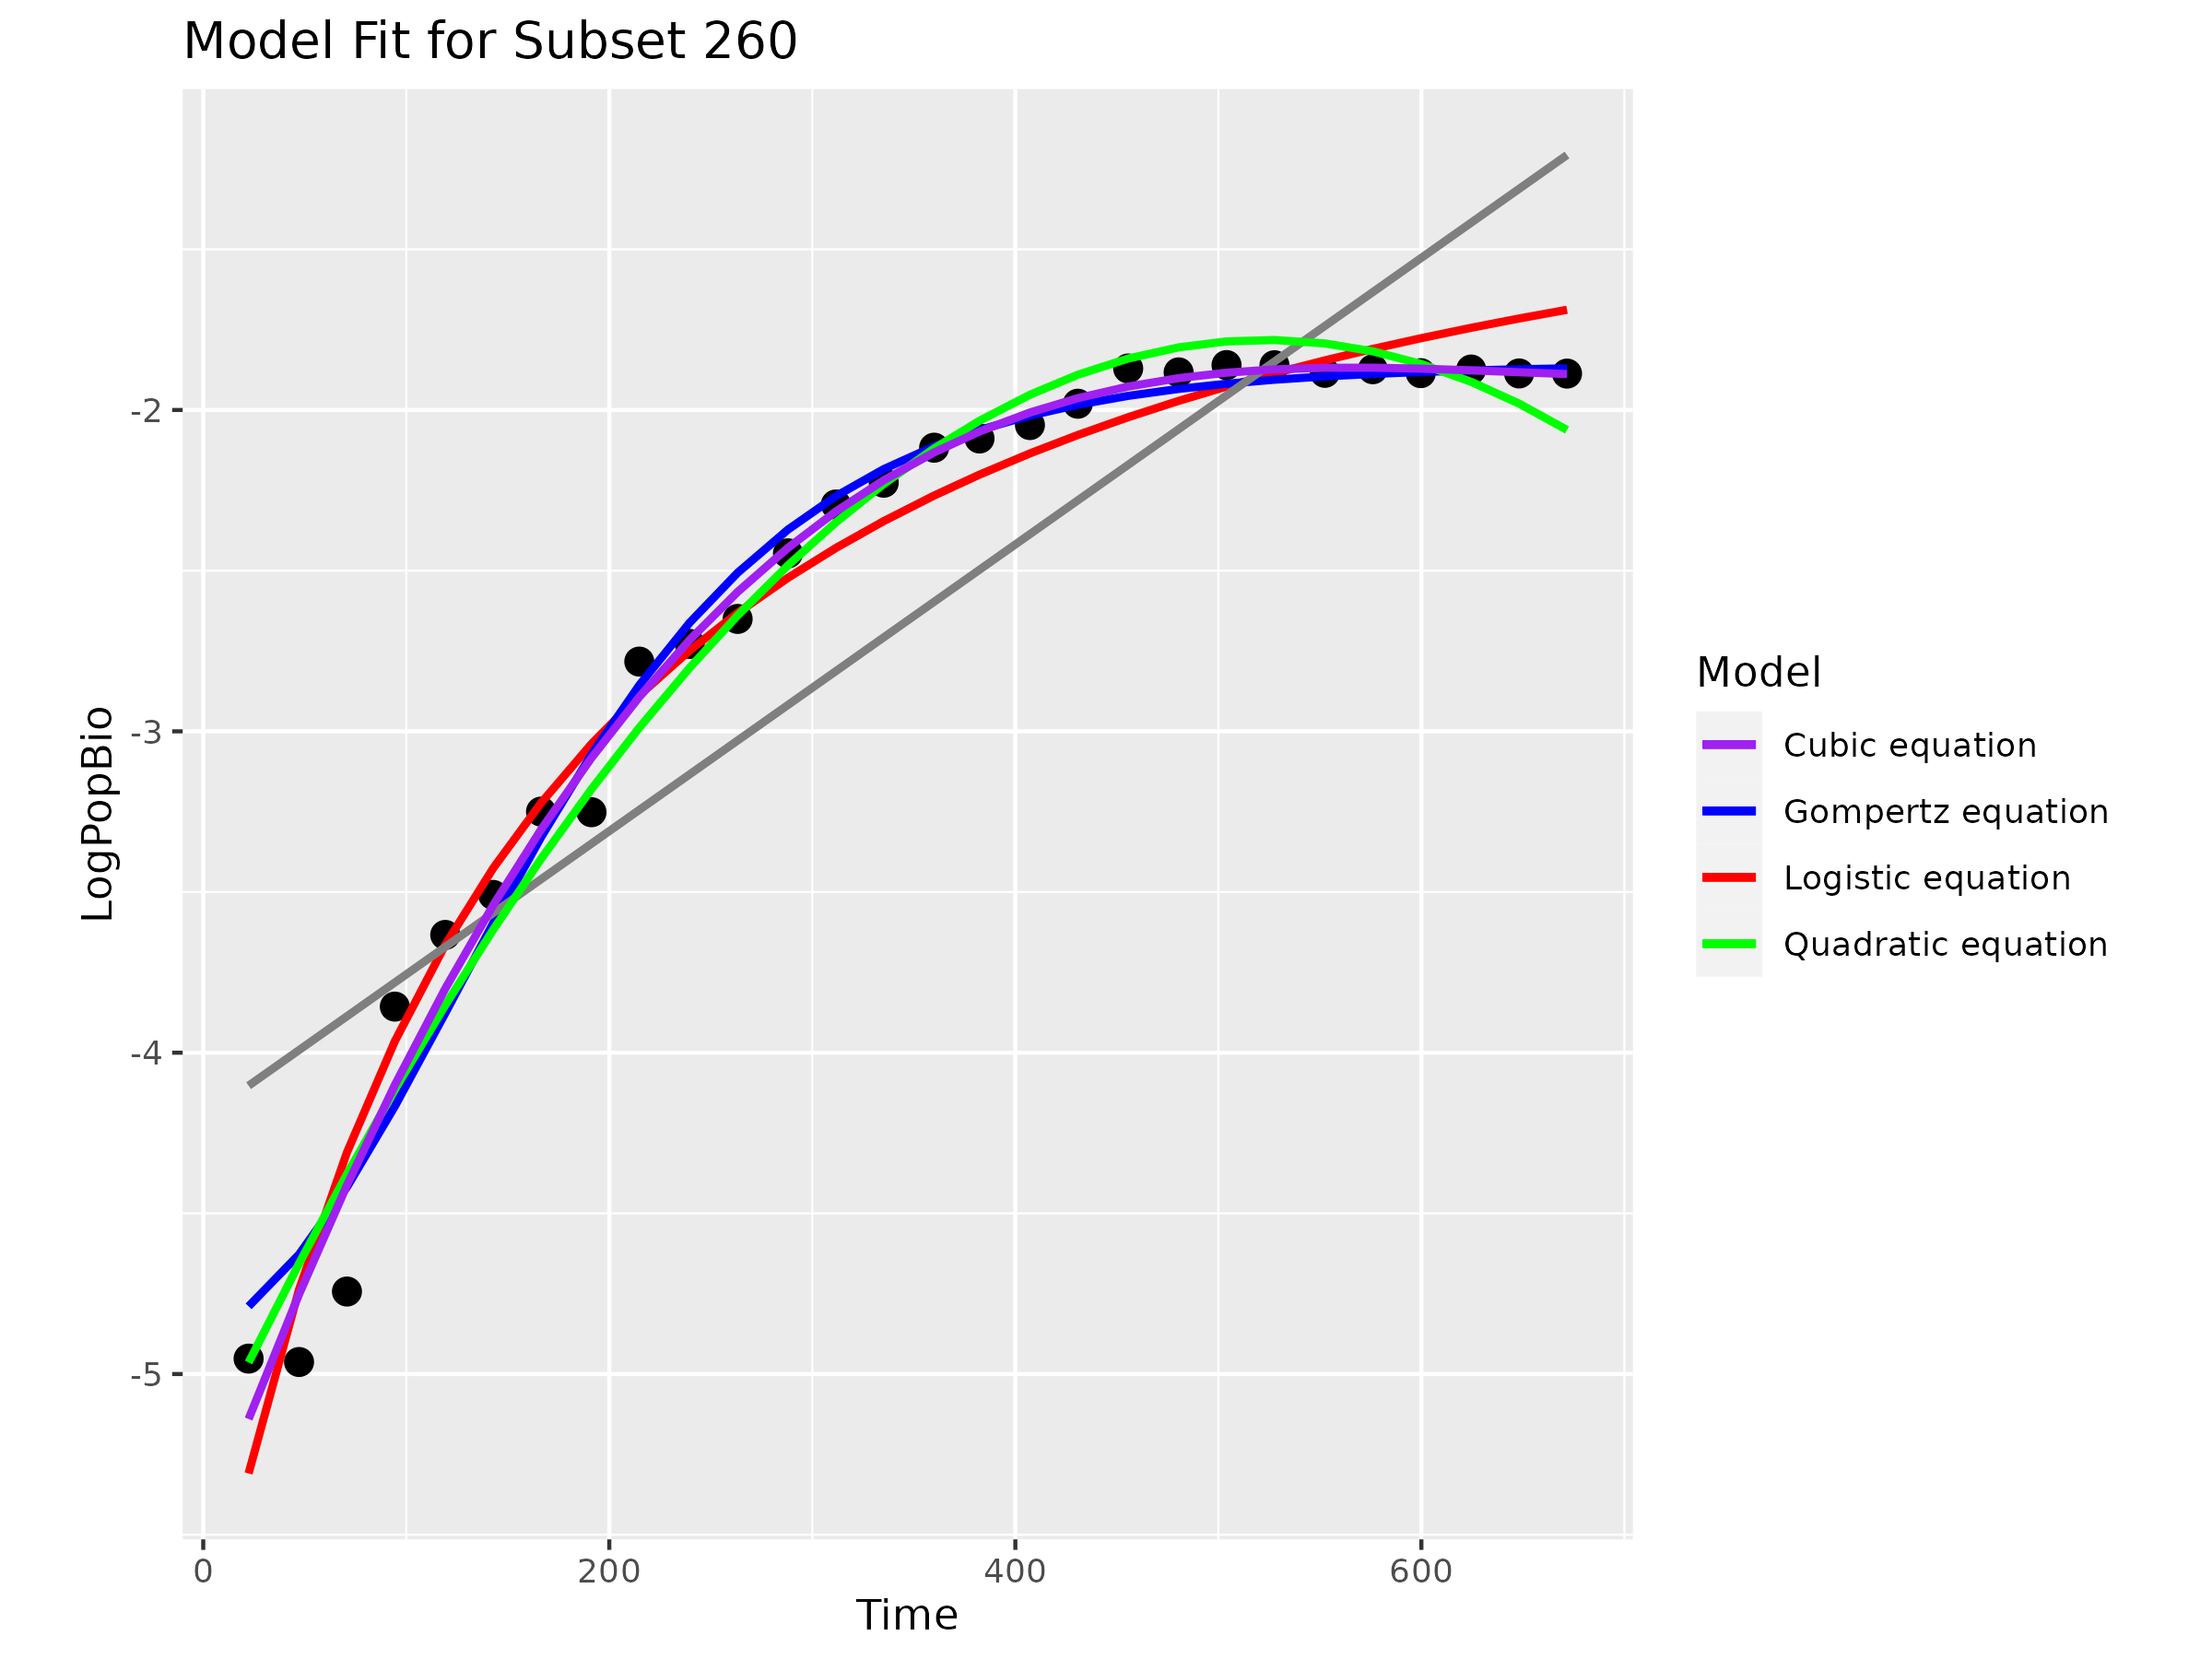 Model Fit for Subset 260
LogPopBio
-2
-3
-4
-5
0 200 400 600
Time
Model
Cubic equation
Gompertz equation
Logistic equation
Quadratic equation